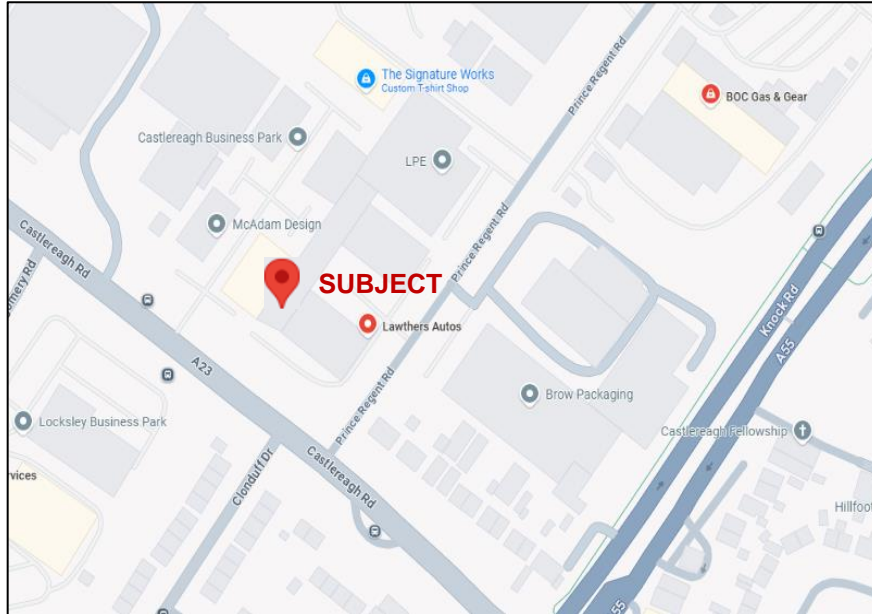 Prince Regent Rd
The Signature Works
Custom T-shirt Shop
BOC Gas & Gear
Castlereagh Business Park
LPE
McAdam Design
Prince Regent Rd
Castlereagh Rd
SUBJECT
Lawthers Autos
Knock Rd
A55
A23
Prince Regent Rd
Brow Packaging
Locksley Business Park
Castlereagh Fellowship
Clonduff Dr
Castlereagh Rd
A55